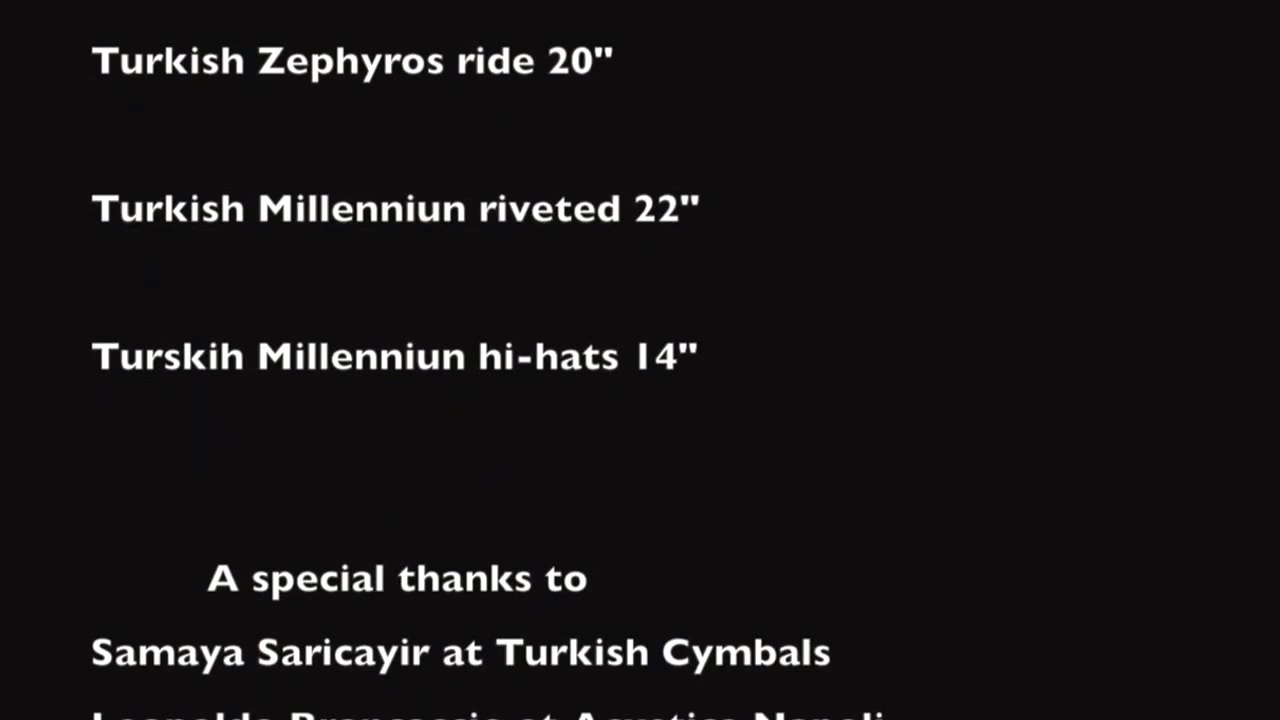 Turkish Zephyros ride 20"
Turkish Millenniun riveted 22"
Turskih Millenniun hi-hats 14"
A special thanks to
Samaya Saricayir at Turkish Cymbals